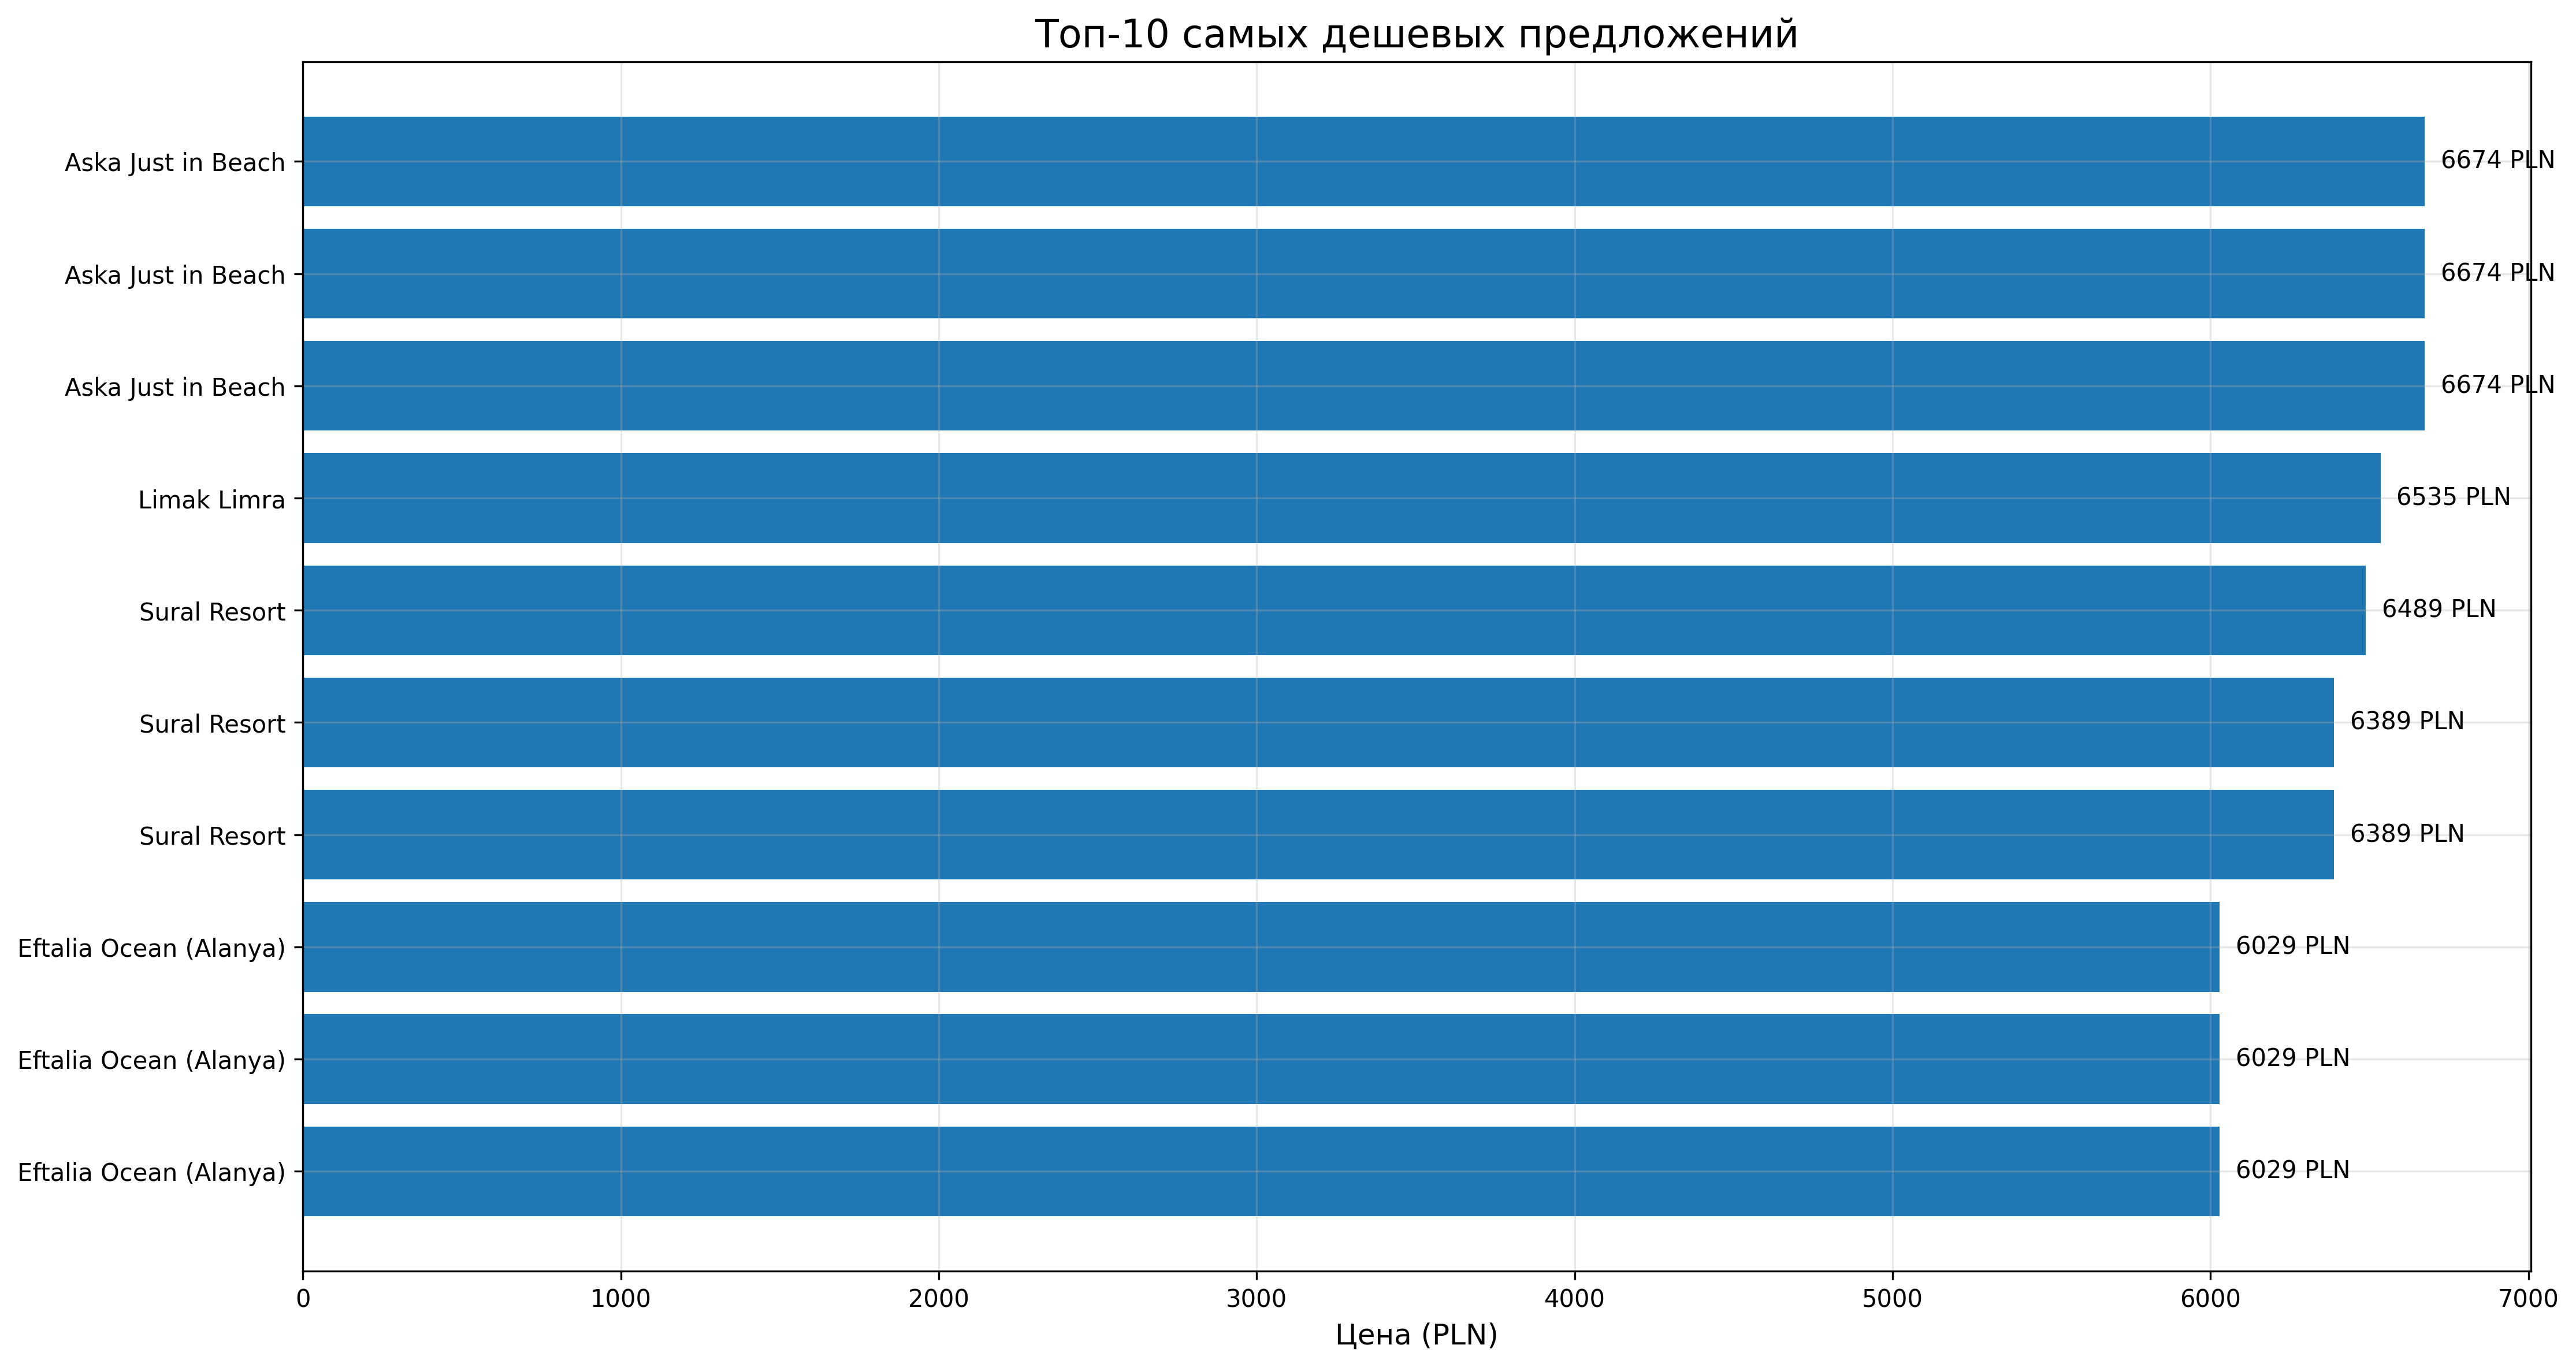 Топ-10 самых дешевых предложений
Aska Just in Beach 6674 PLN
Aska Just in Beach 6674 PLN
Aska Just in Beach 6674 PLN
Limak Limra 6535 PLN
Sural Resort 6489 PLN
Sural Resort 6389 PLN
Sural Resort 6389 PLN
Eftalia Ocean (Alanya) 6029 PLN
Eftalia Ocean (Alanya) 6029 PLN
Eftalia Ocean (Alanya) 6029 PLN
0 1000 2000 3000 4000 5000 6000 7000
Цена (PLN)